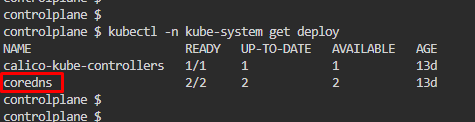 controlplane $
controlplane $
controlplane $ kubectl -n kube-system get deploy
NAME READY UP-TO-DATE AVAILABLE AGE
calico-kube-controllers 1/1 1 1 13d
coredns 2/2 2 2 13d
controlplane $
controlplane $